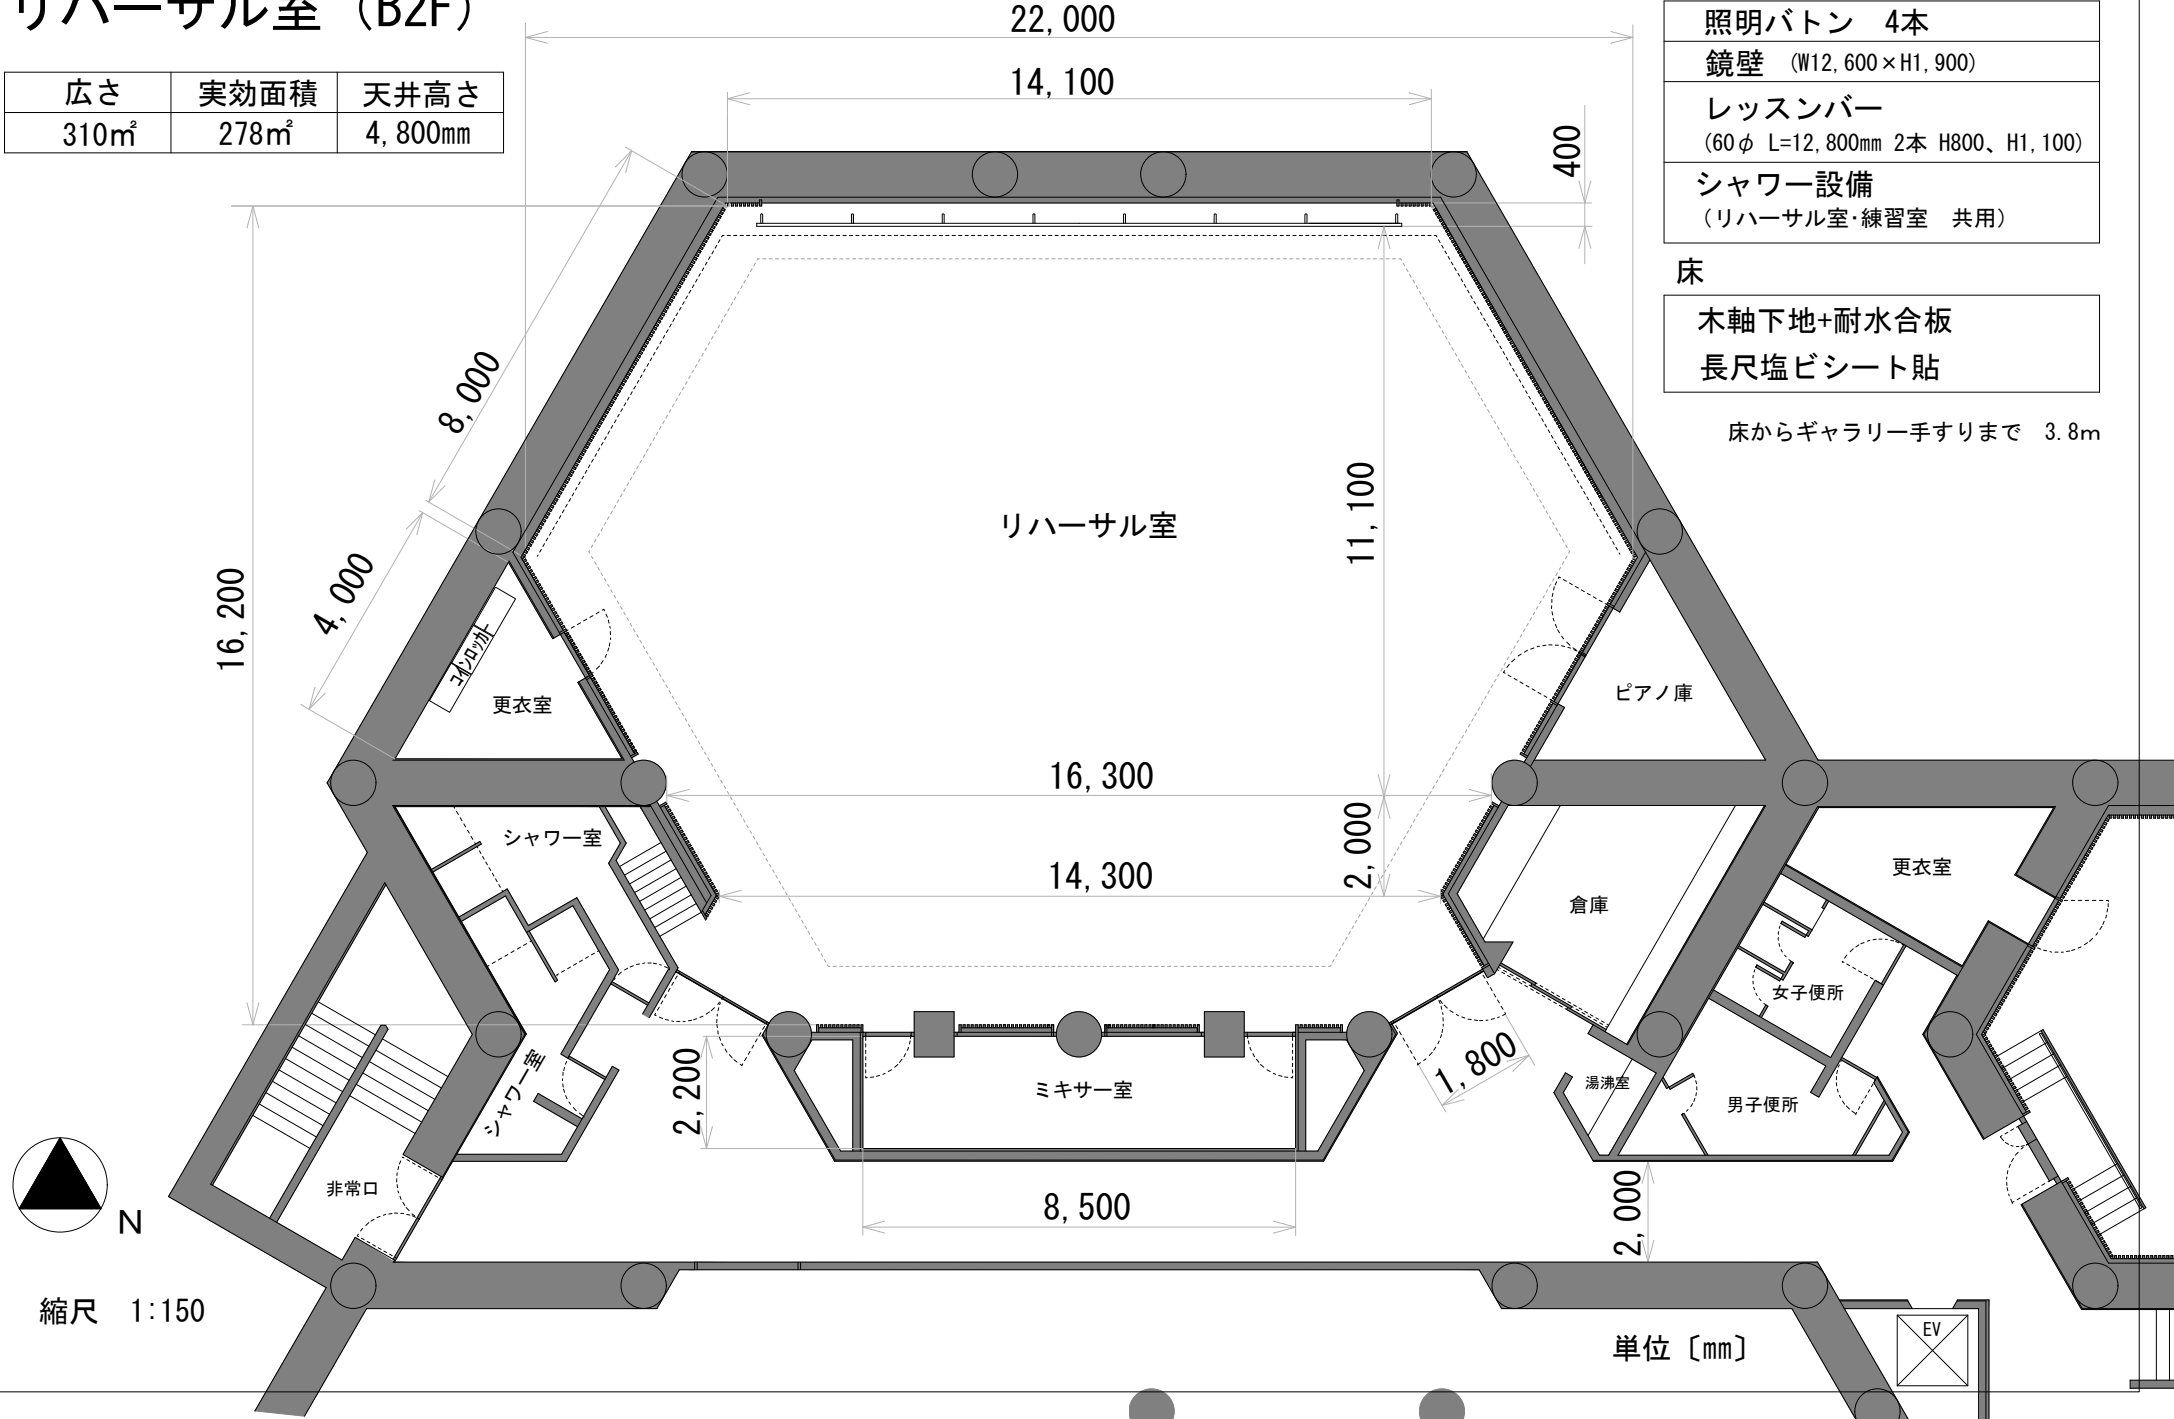 リハーサル室（B2F）
広さ 実効面積 天井高さ
310㎡ 278㎡ 4,800mm
22,000
14,100
400
照明バトン　4本
鏡壁 (W12,600×H1,900)
レッスンバー
(60φ L=12,800mm 2本 H800、H1,100)
シャワー設備
（リハーサル室・練習室　共用）
床
木軸下地+耐水合板
長尺塩ビシート貼
床からギャラリー手すりまで　3.8m
8,000
4,000
16,200
リハーサル室
11,100
コインロッカー
更衣室
ピアノ庫
16,300
2,000
シャワー室
14,300
倉庫
更衣室
女子便所
シャワー室
2,200
ミキサー室
1,800
湯沸室
男子便所
非常口
8,500
2,000
N
縮尺　1:150
単位〔mm〕
EV